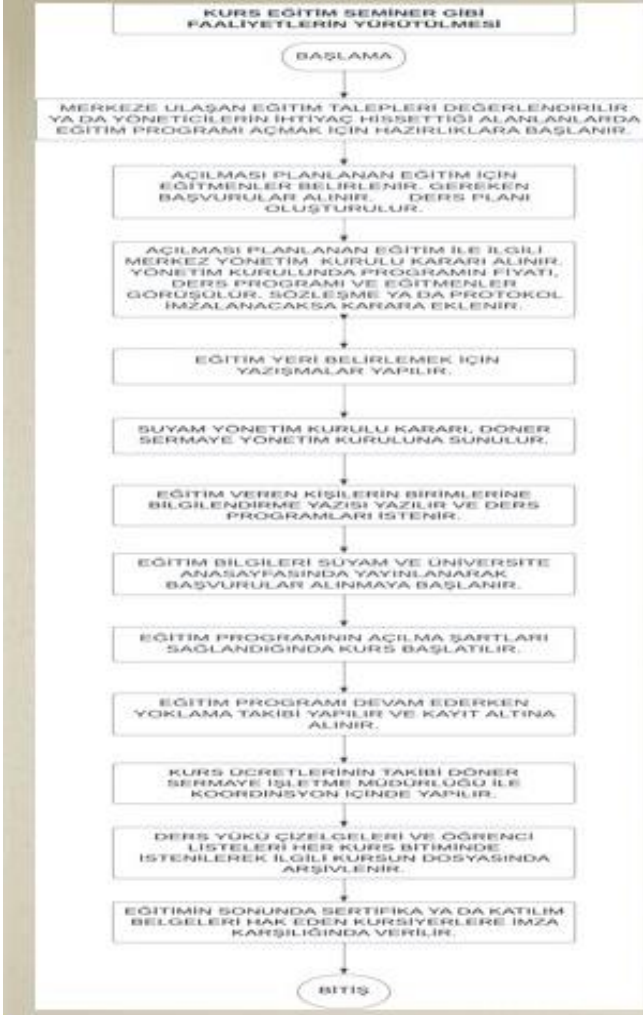 KURS EĞİTİM SEMİNER GİBİ
FAALİYETLERİN YÜRÜTÜLMESİ
BAŞLAMA
MERKEZE ULAŞAN EĞİTİM TALEPLERİ DEĞERLENDİRİLİR
YA DA YÖNETİCİLERİN İHTİYAÇ HİSSETTİĞİ ALANLANLARDA
EĞİTİM PROGRAMI AÇMAK İÇİN HAZIRLIKLARA BAŞLANIR.
AÇILMASI PLANLANAN EĞİTİM İÇİN
EĞİTMENLER BELİRLENİR. GEREKEN
BAŞVURULAR ALINIR. DERS PLANI
OLUŞTURULUR.
AÇILMASI PLANLANAN EĞİTİM İLE İLGİLİ
MERKEZ YÖNETİM KURULU KARARI ALINIR.
YÖNETİM KURULUNDA PROGRAMIN FİYATI,
DERS PROGRAMI VE EĞİTMENLER
GÖRÜŞÜLÜR. SÖZLEŞME YA DA PROTOKOL
İMZALANACAKSA KARARA EKLENİR.
EĞİTİM YERİ BELİRLEMEK İÇİN
YAZIŞMALAR YAPILIR.
SUYAM YÖNETİM KURULU KARARI, DÖNER
SERMAYE YÖNETİM KURULUNA SUNULUR.
EĞİTİM VEREN KİŞİLERİN BİRİMLERİNE
BİLGİLENDİRME YAZISI YAZILIR VE DERS
PROGRAMLARI İSTENİR.
EĞİTİM BİLGİLERİ SÜYAM VE ÜNİVERSİTE
ANASAYFASINDA YAYINLANARAK
BAŞVURULAR ALINMAYA BAŞLANIR.
EĞİTİM PROGRAMININ AÇILMA ŞARTLARI
SAĞLANDIĞINDA KURS BAŞLATILIR.
EĞİTİM PROGRAMI DEVAM EDERKEN
YOKLAMA TAKİBİ YAPILIR VE KAYIT ALTINA
ALINIR.
KURS ÜCRETLERİNİN TAKİBİ DÖNER
SERMAYE İŞLETME MÜDÜRLÜĞÜ İLE
KOORDİNSYON İÇİNDE YAPILIR.
DERS YÜKÜ ÇİZELGELERİ VE ÖĞRENCİ
LİSTELERİ HER KURS BİTİMİNDE
İSTENİLEREK İLGİLİ KURSUN DOSYASINDA
ARŞİVLENİR.
EĞİTİMİN SONUNDA SERTİFİKA YA DA KATILIM
BELGELERİ HAK EDEN KURSİYERLERE İMZA
KARŞILIĞINDA VERİLİR.
BİTİŞ